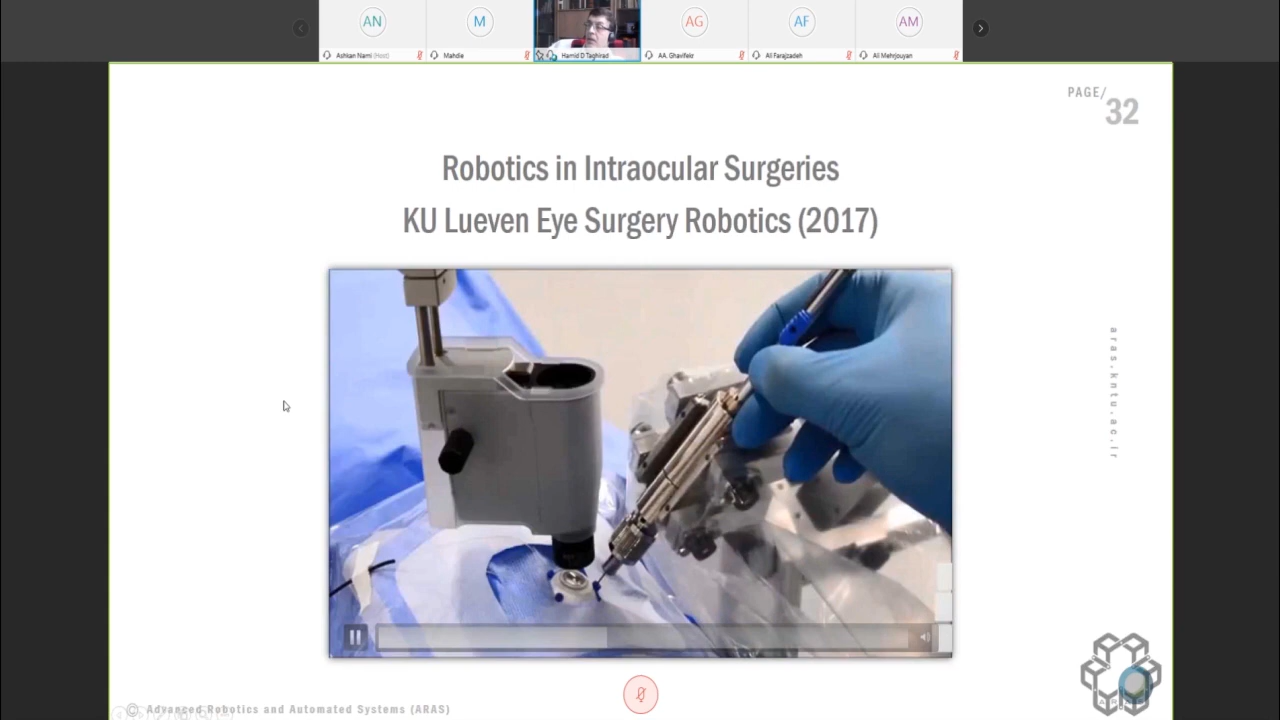 AN
M
AG
AF
AM
Ashkan Nami (Host)
Mahdie
Hamid D Taghirad
AA. Ghavifekr
Ali Farajzadeh
Ali Mehrjouyan
PAGE/
32
Robotics in Intraocular Surgeries
KU Lueven Eye Surgery Robotics (2017)
aras.kntu.ac.ir
ARAS
© Advanced Robotics and Automated Systems (ARAS)